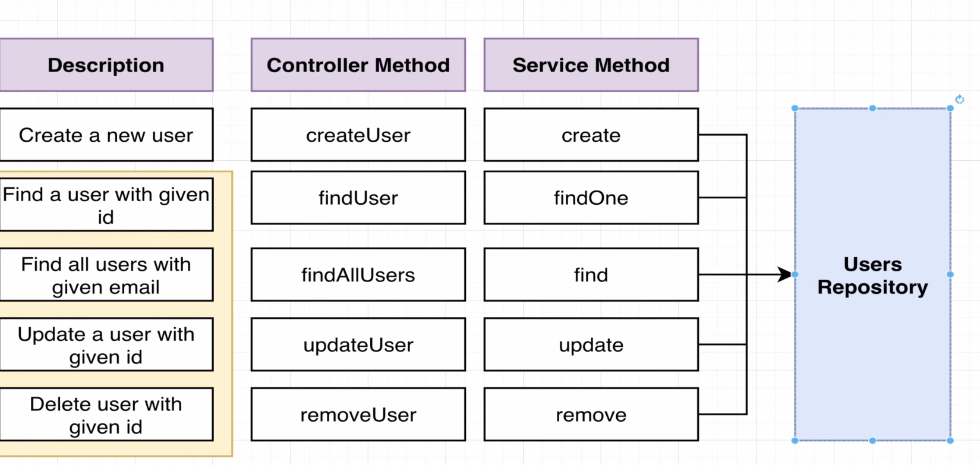 Description
Controller Method
Service Method
Create a new user
createUser
create
Find a user with given
id
findUser
findOne
Find all users with
given email
findAllUsers
find
Users
Repository
Update a user with
given id
updateUser
update
Delete user with
given id
removeUser
remove